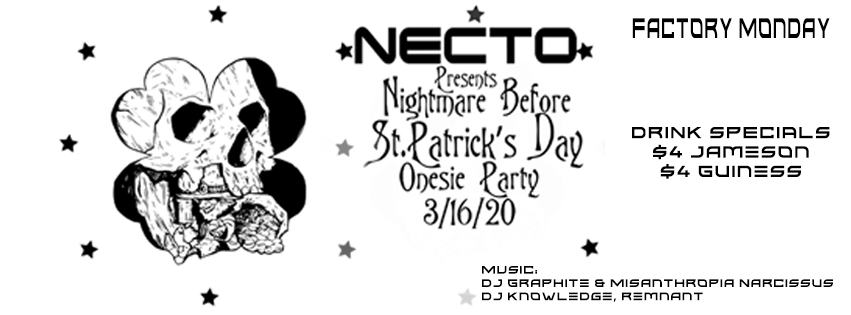 NECTO
Presents
Nightmare Before
St.Patrick's Day
Onesie Party
3/16/20
FACTORY MONDAY
DRINK SPECIALS
$4 JAMESON
$4 GUINESS
MUSIC:
DJ GRAPHITE & MISANTHROPIA NARCISSUS
DJ KNOWLEDGE, REMNANT